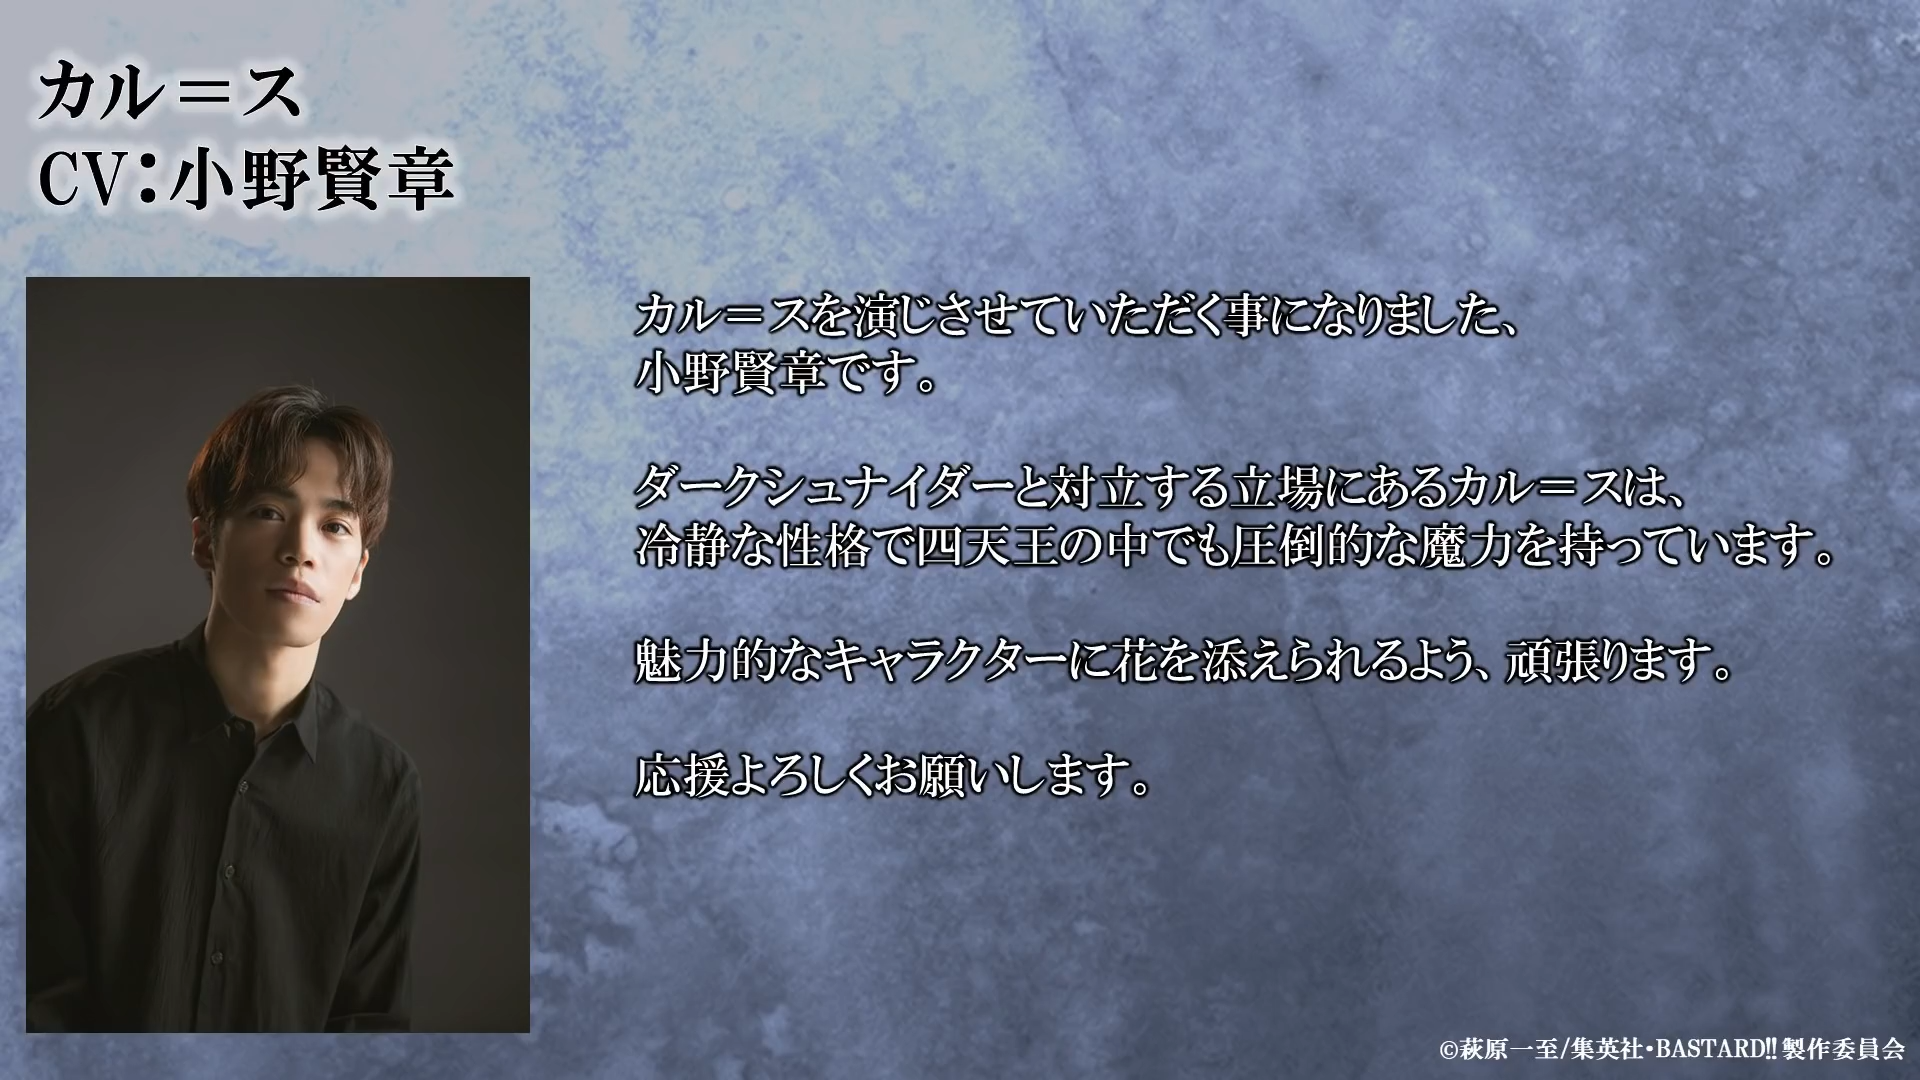 カル＝ス
CV：小野賢章
カル＝スを演じさせていただく事になりました、
小野賢章です。
ダークシュナイダーと対立する立場にあるカル＝スは、
冷静な性格で四天王の中でも圧倒的な魔力を持っています。
魅力的なキャラクターに花を添えられるよう、頑張ります。
応援よろしくお願いします。
©萩原一至/集英社・BASTARD!!製作委員会